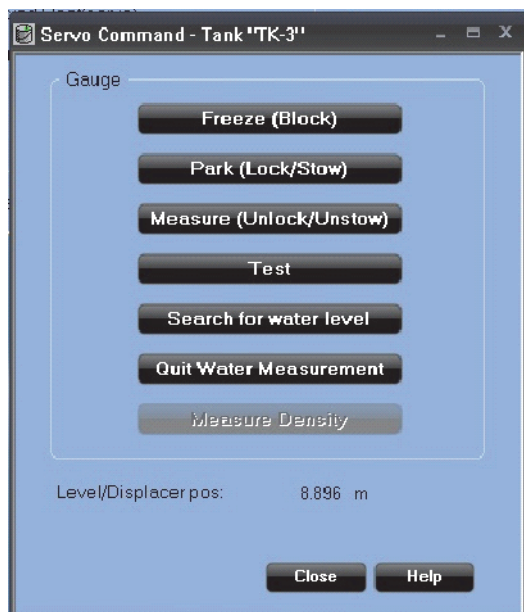 Servo Command - Tank "TK-3"
Gauge
Freeze (Block)
Park (Lock/Stow)
Measure (Unlock/Unstow)
Test
Search for water level
Quit Water Measurement
Measure Density
Level/Displacer pos: 8.896 m
Close Help